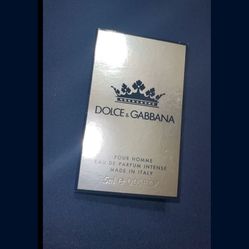 DOLCE & GABBANA
POUR HOMME
EAU DE PARFUM INTENSE
MADE IN ITALY